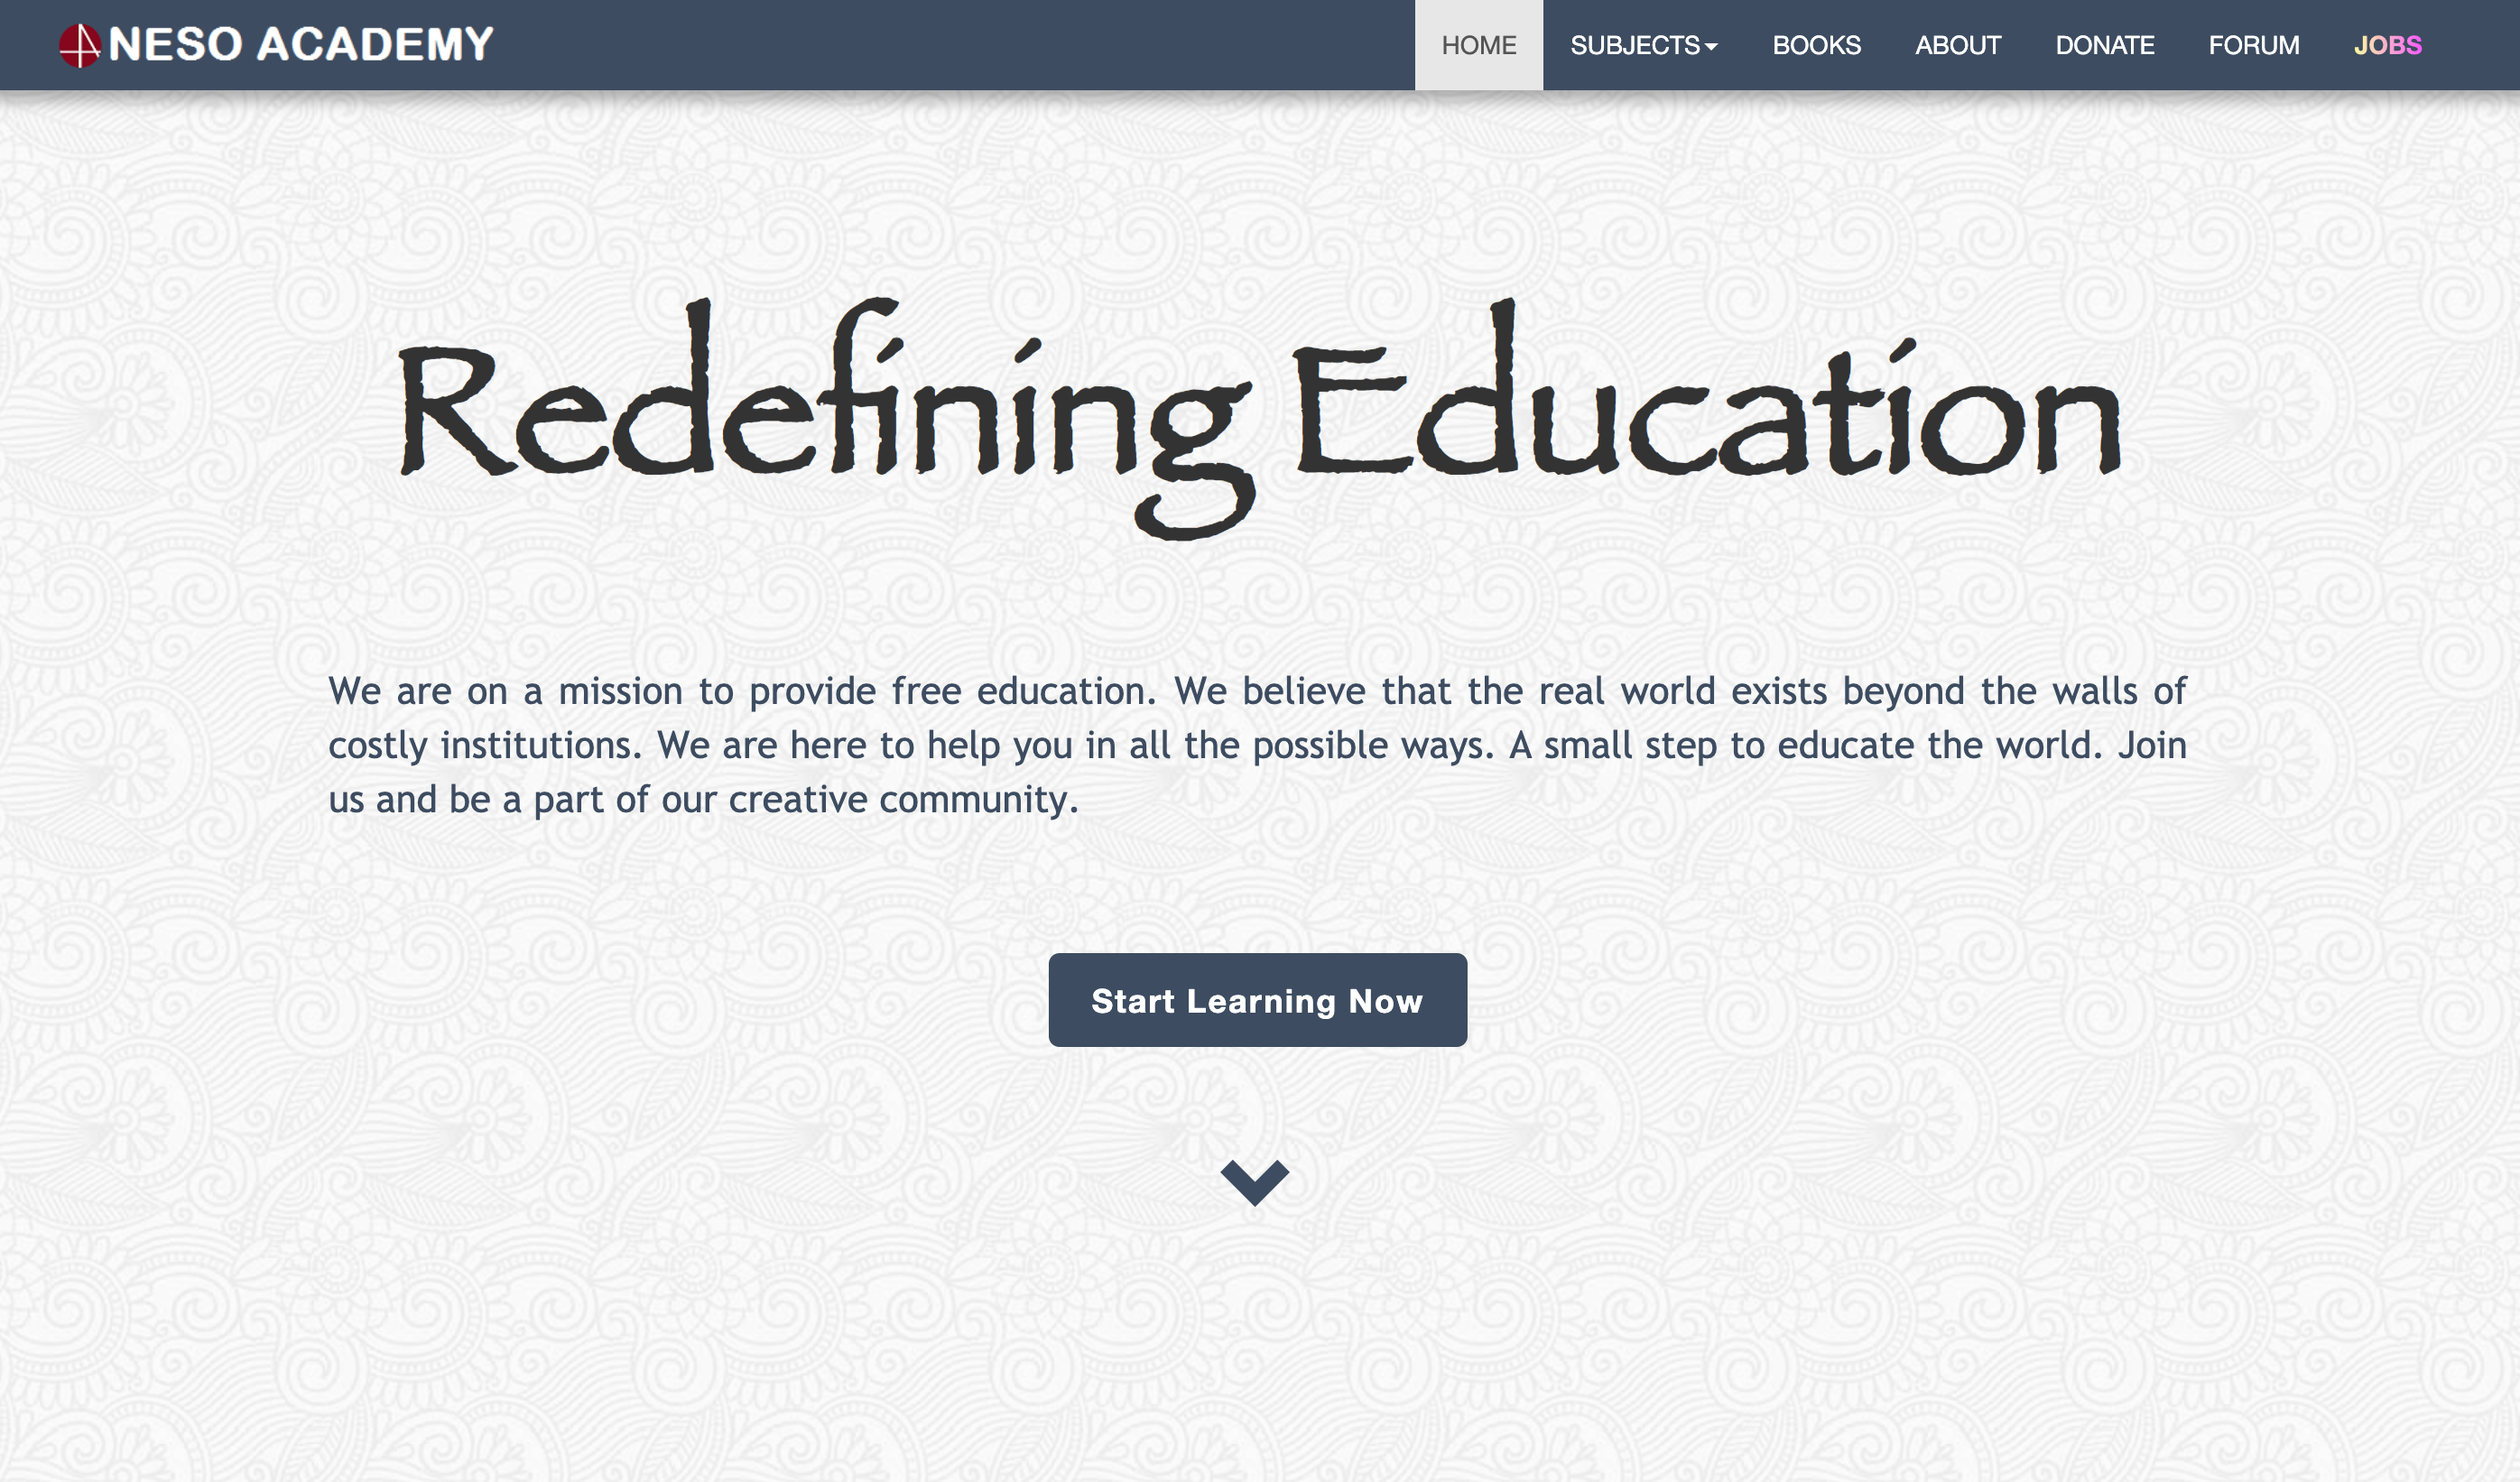 NESO ACADEMY
HOME SUBJECTS BOOKS ABOUT DONATE FORUM JOBS
Redefining Education
We are on a mission to provide free education. We believe that the real world exists beyond the walls of
costly institutions. We are here to help you in all the possible ways. A small step to educate the world. Join
us and be a part of our creative community.
Start Learning Now